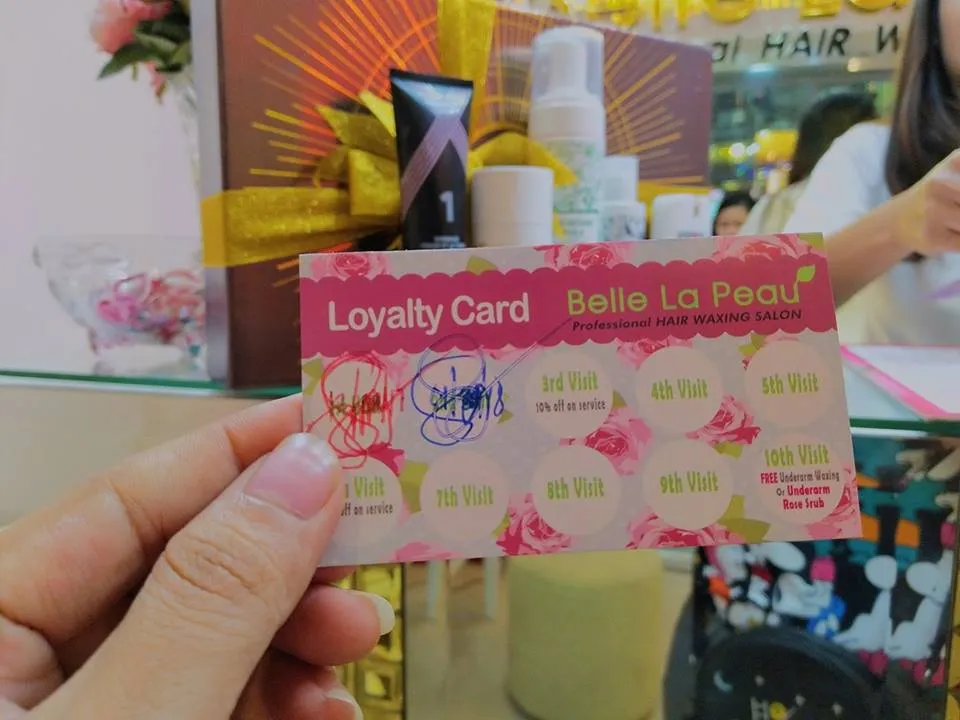 HAIR
1
Loyalty Card
Belle La Peau
Professional HAIR WAXING SALON
3rd Visit
10% off on service
4th Visit
5th Visit
Visit
off on service
7th Visit
8th Visit
9th Visit
10th Visit
FREE Underarm Waxing
Or Underarm
Rose Srub